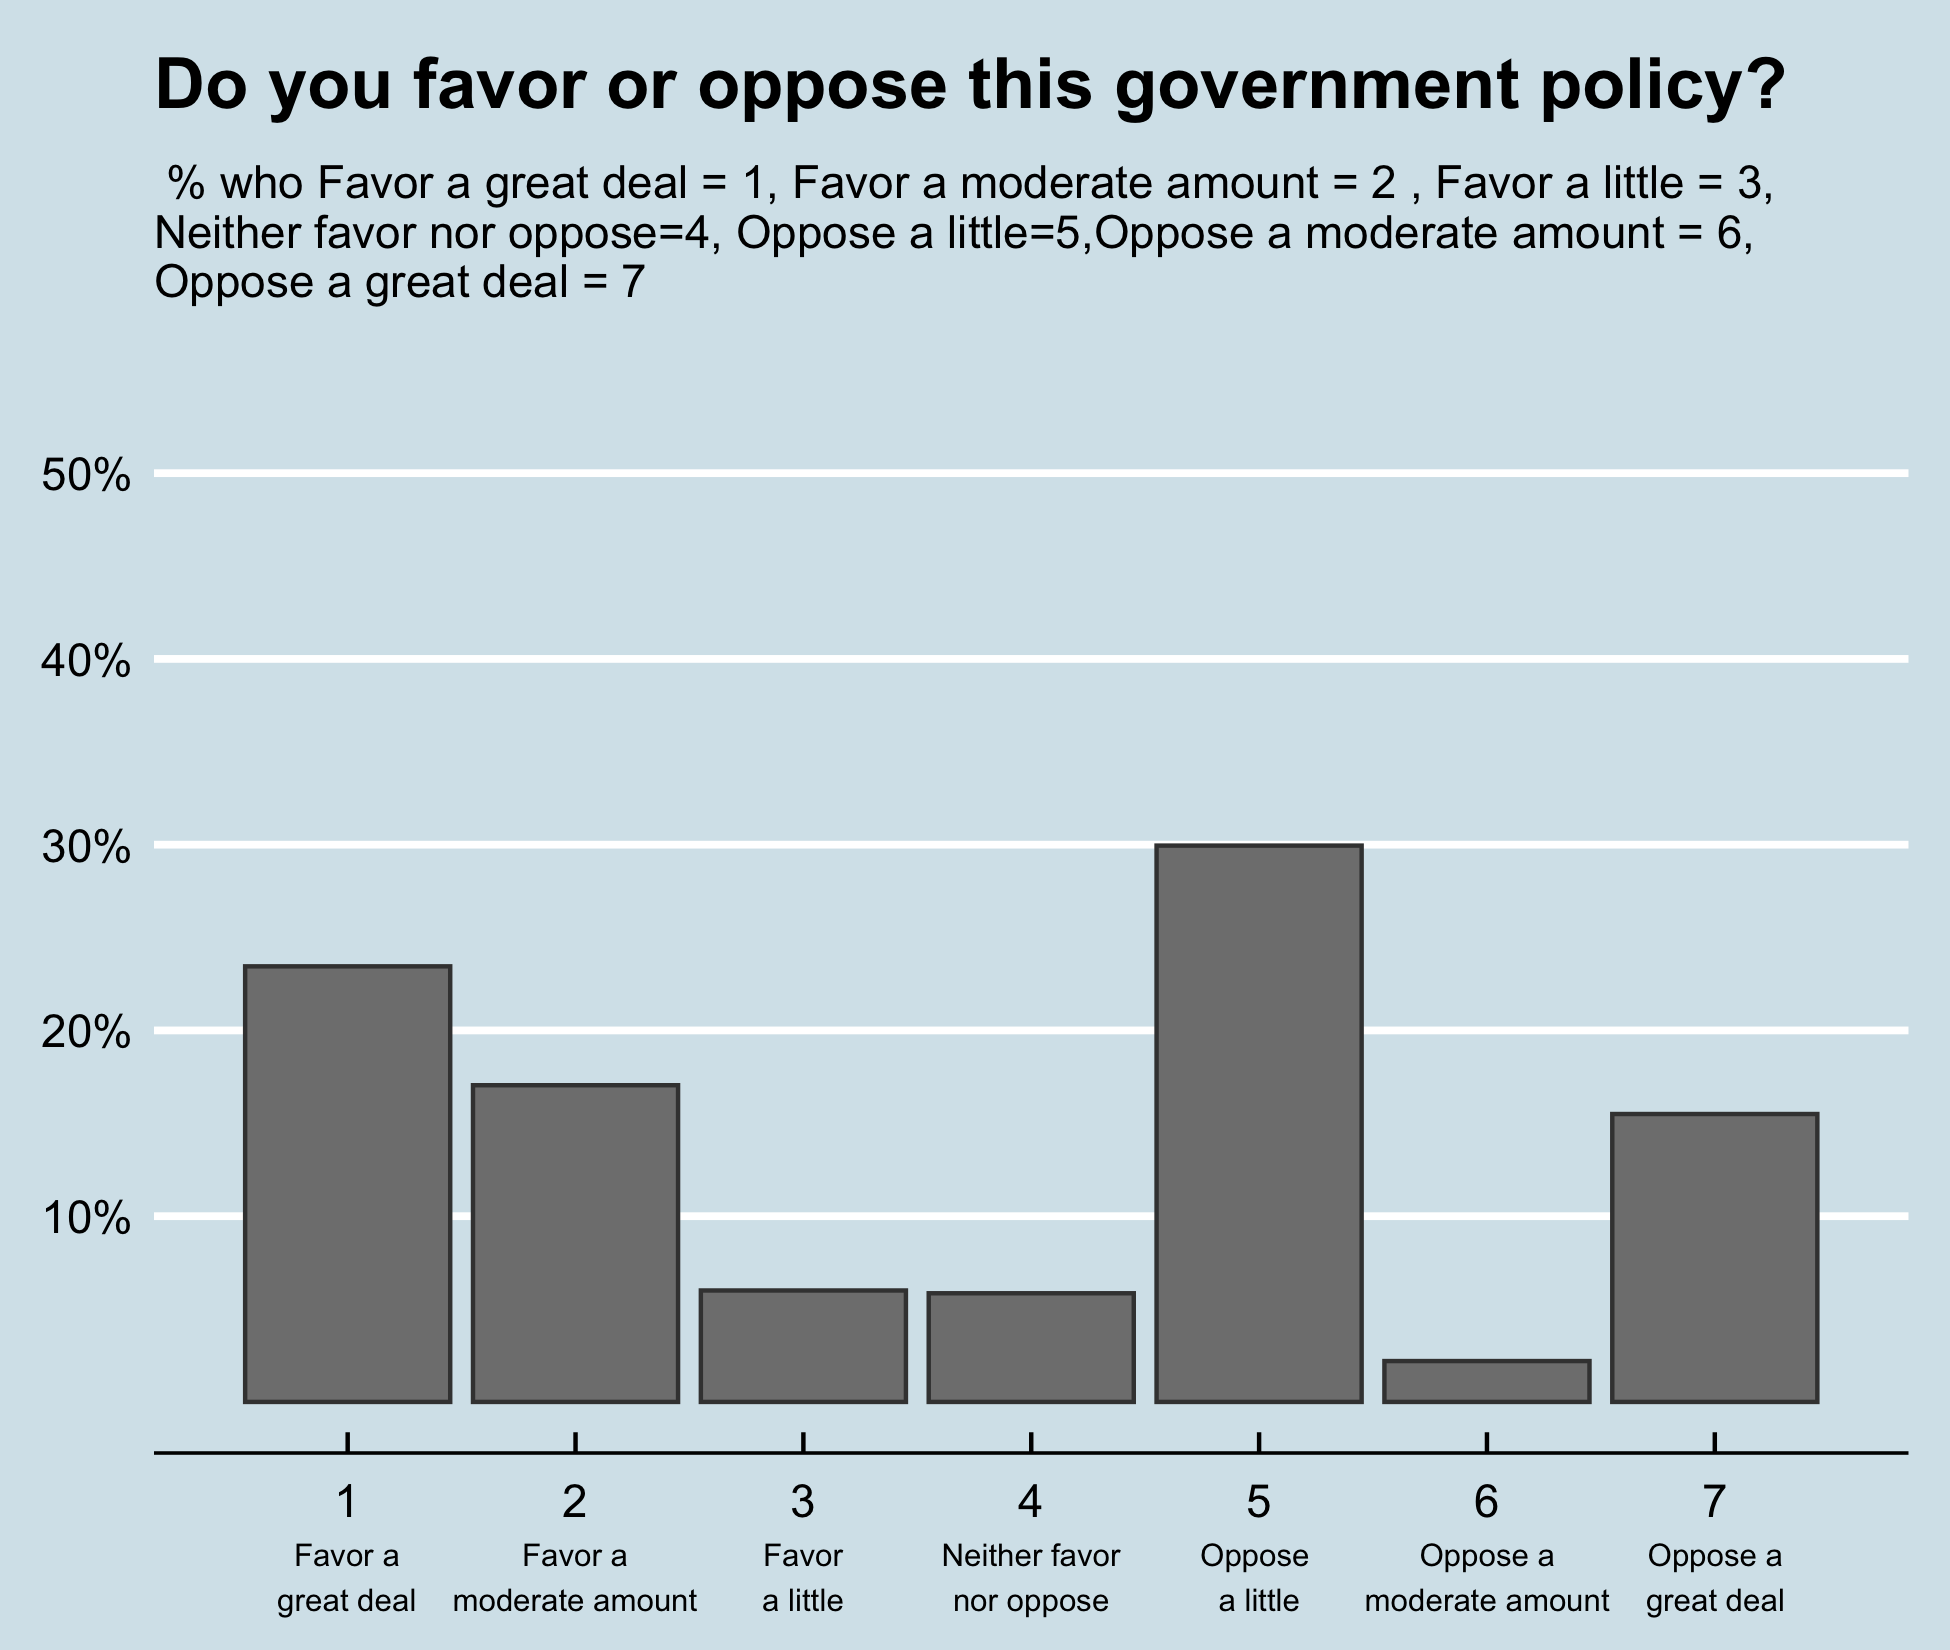 Do you favor or oppose this government policy?
% who Favor a great deal = 1, Favor a moderate amount = 2 , Favor a little = 3,
Neither favor nor oppose=4, Oppose a little=5,Oppose a moderate amount = 6,
Oppose a great deal = 7
50%
40%
30%
20%
10%
1 2 3 4 5 6 7
Favor a Favor a Favor Neither favor Oppose Oppose a Oppose a
great deal moderate amount a little nor oppose a little moderate amount great deal